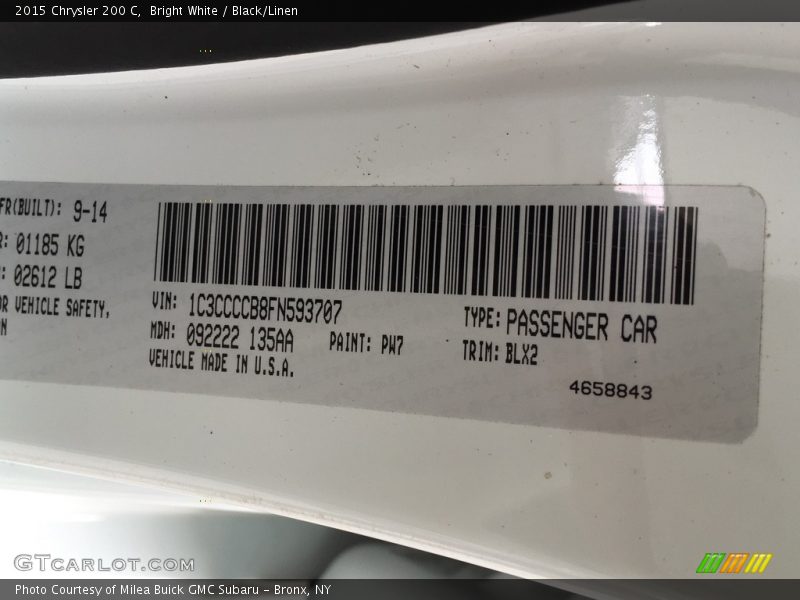 2015 Chrysler 200 C, Bright White / Black/Linen
FR(BUILT): 9-14
R: 01185 KG
: 02612 LB
OR VEHICLE SAFETY,
N
VIN: 1C3CCCCB8FN593707
MDH: 092222 135AA
PAINT: PW7
VEHICLE MADE IN U.S.A.
TYPE: PASSENGER CAR
TRIM: BLX2
4658843
GTCARLOT.COM
Photo Courtesy of Milea Buick GMC Subaru - Bronx, NY